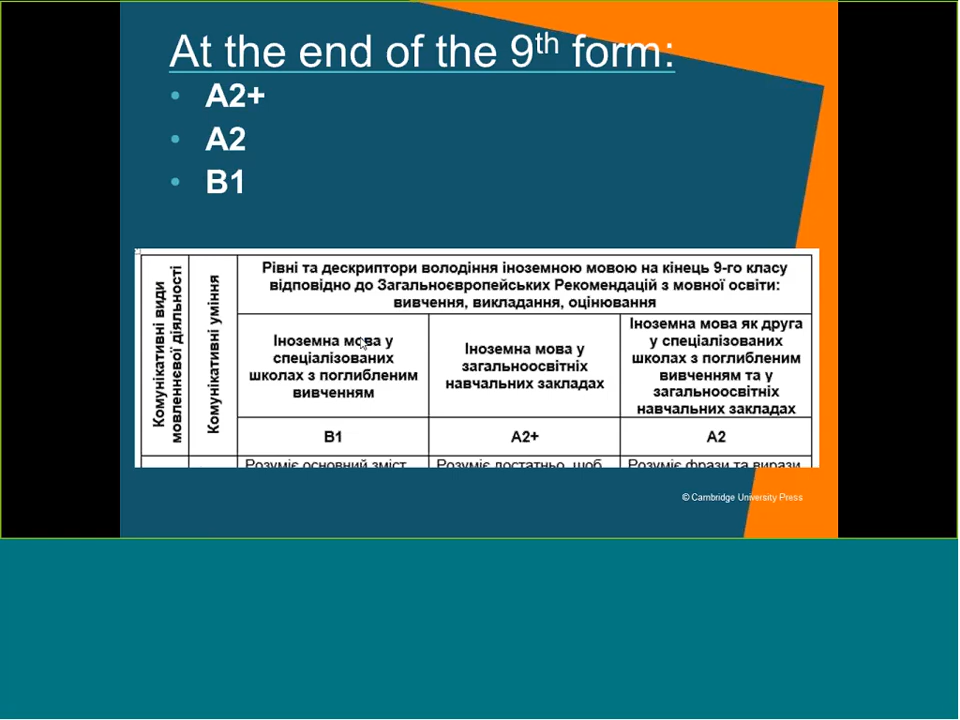 At the end of the 9th form:
• A2+
• A2
• B1
Комунікативні види
мовленнєвої діяльності
Комунікативні уміння
Рівні та дескриптори володіння іноземною мовою на кінець 9-го класу
відповідно до Загальноєвропейських Рекомендацій з мовної освіти:
вивчення, викладання, оцінювання
Іноземна мова у
спеціалізованих
школах з поглибленим
вивченням
Іноземна мова у
загальноосвітніх
навчальних закладах
Іноземна мова як друга
у спеціалізованих
школах з поглибленим
вивченням та у
загальноосвітніх
навчальних закладах
B1
A2+
A2
Розуміє основний зміст
Розуміє достатньо, щоб
Розуміє фрази та вирази
© Cambridge University Press